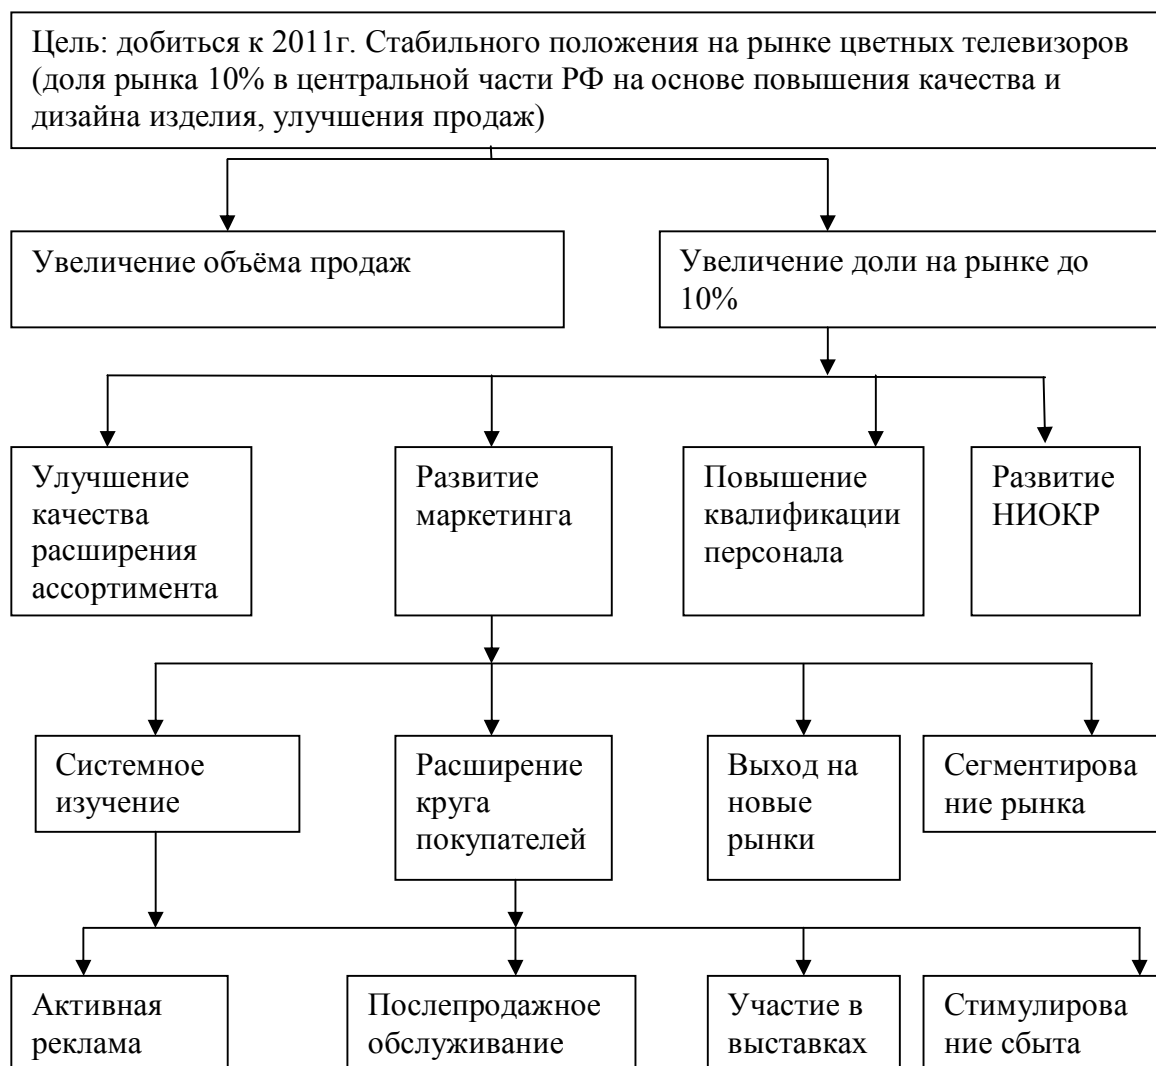 Цель: добиться к 2011г. Стабильного положения на рынке цветных телевизоров
(доля рынка 10% в центральной части РФ на основе повышения качества и
дизайна изделия, улучшения продаж)
Увеличение объёма продаж
Увеличение доли на рынке до
10%
Улучшение
качества
расширения
ассортимента
Развитие
маркетинга
Повышение
квалификации
персонала
Развитие
НИОКР
Системное
изучение
Расширение
круга
покупателей
Выход на
новые
рынки
Сегментирова
ние рынка
Активная
реклама
Послепродажное
обслуживание
Участие в
выставках
Стимулирова
ние сбыта